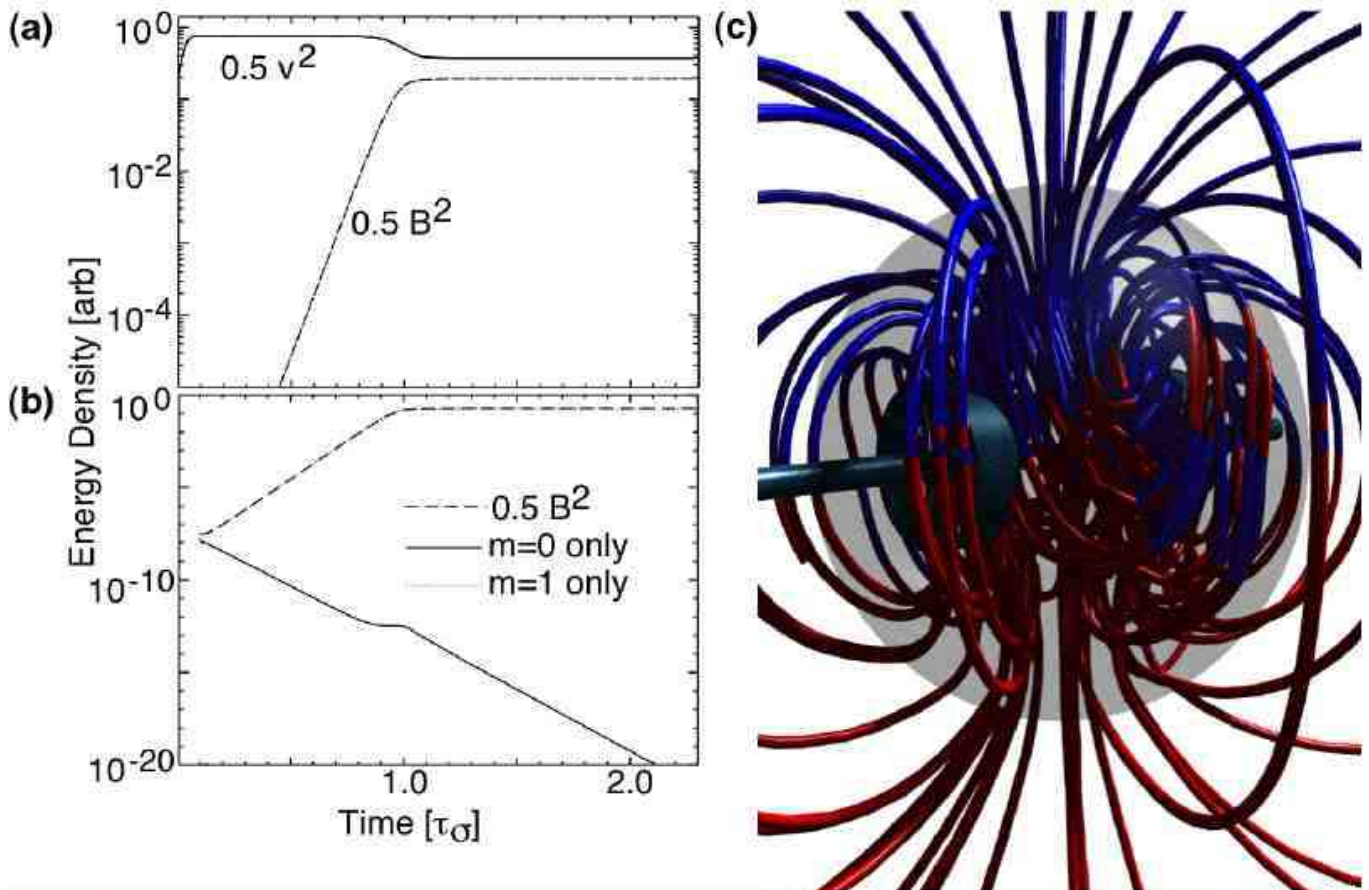 (a)
10^0
0.5 v^2
10^-2
0.5 B^2
10^-4
Energy Density [arb]
(b)
10^0
0.5 B^2
m=0 only
m=1 only
10^-10
10^-20
1.0
2.0
Time [τσ]
(c)